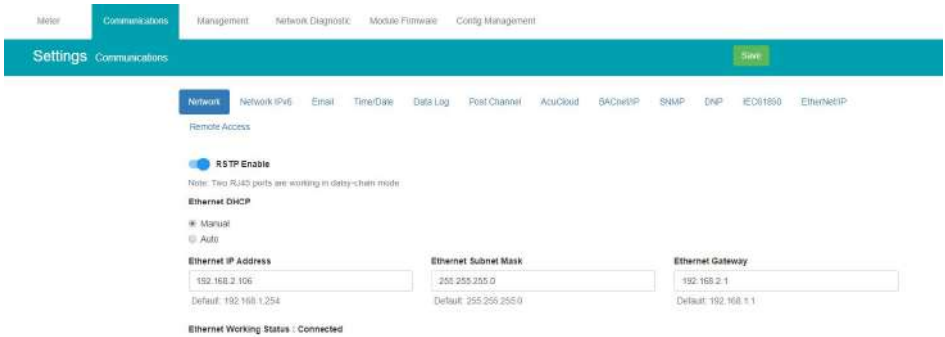 Meter Communications Management Network Diagnostic Module Firmware Config Management
Settings Communications Save
Network Network IPv6 Email Time/Date Data Log Post Channel AcuCloud BACnet/IP SNMP DNP IEC61850 EtherNet/IP
Remote Access
RSTP Enable
Note: Two RJ45 ports are working in daisy-chain mode
Ethernet DHCP
Manual
Auto
Ethernet IP Address Ethernet Subnet Mask Ethernet Gateway
192.168.2.106 255.255.255.0 192.168.2.1
Default: 192.168.1.254 Default: 255.255.255.0 Default: 192.168.1.1
Ethernet Working Status : Connected